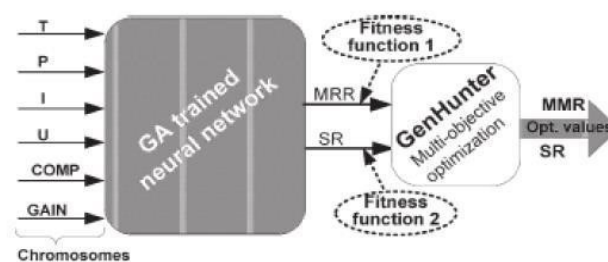 T
P
I
U
COMP
GAIN
Chromosomes
GA trained
neural network
MRR
SR
Fitness
function 1
Fitness
function 2
GenHunter
Multi-objective
optimization
MMR
Opt. values
SR